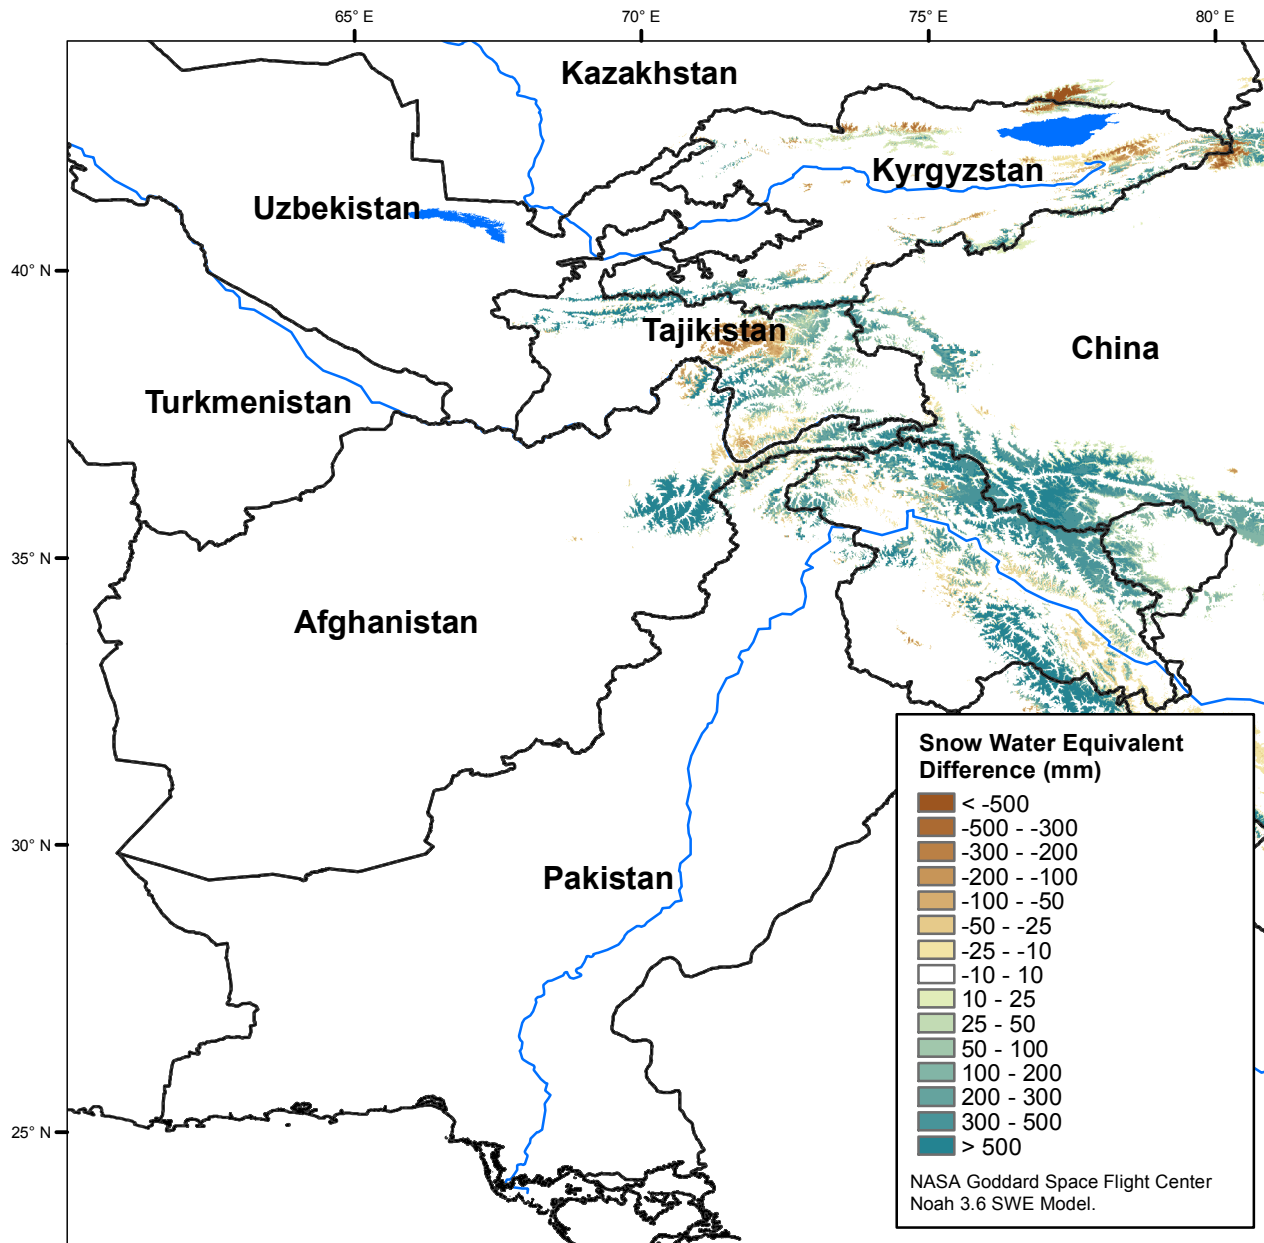 65° E
70° E
75° E
80° E
Kazakhstan
Kyrgyzstan
Uzbekistan
40° N
Tajikistan
China
Turkmenistan
35° N
Afghanistan
30° N
Pakistan
25° N
Snow Water Equivalent
Difference (mm)
< -500
-500 - -300
-300 - -200
-200 - -100
-100 - -50
-50 - -25
-25 - -10
-10 - 10
10 - 25
25 - 50
50 - 100
100 - 200
200 - 300
300 - 500
> 500
NASA Goddard Space Flight Center
Noah 3.6 SWE Model.